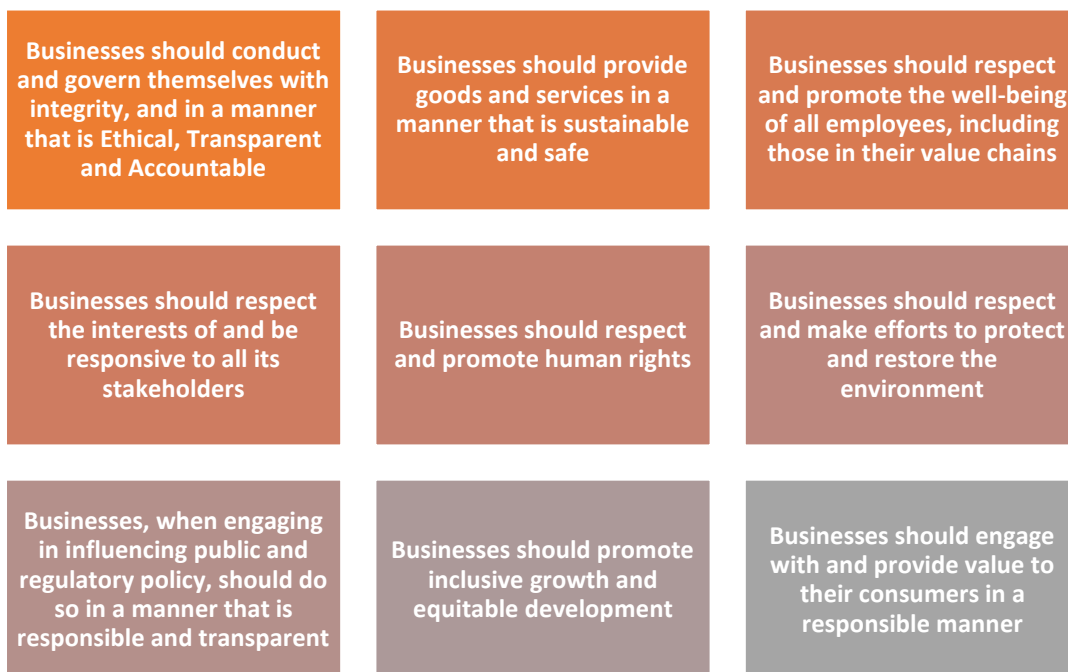 Businesses should conduct
and govern themselves with
integrity, and in a manner
that is Ethical, Transparent
and Accountable
Businesses should provide
goods and services in a
manner that is sustainable
and safe
Businesses should respect
and promote the well-being
of all employees, including
those in their value chains
Businesses should respect
the interests of and be
responsive to all its
stakeholders
Businesses should respect
and promote human rights
Businesses should respect
and make efforts to protect
and restore the
environment
Businesses, when engaging
in influencing public and
regulatory policy, should do
so in a manner that is
responsible and transparent
Businesses should promote
inclusive growth and
equitable development
Businesses should engage
with and provide value to
their consumers in a
responsible manner